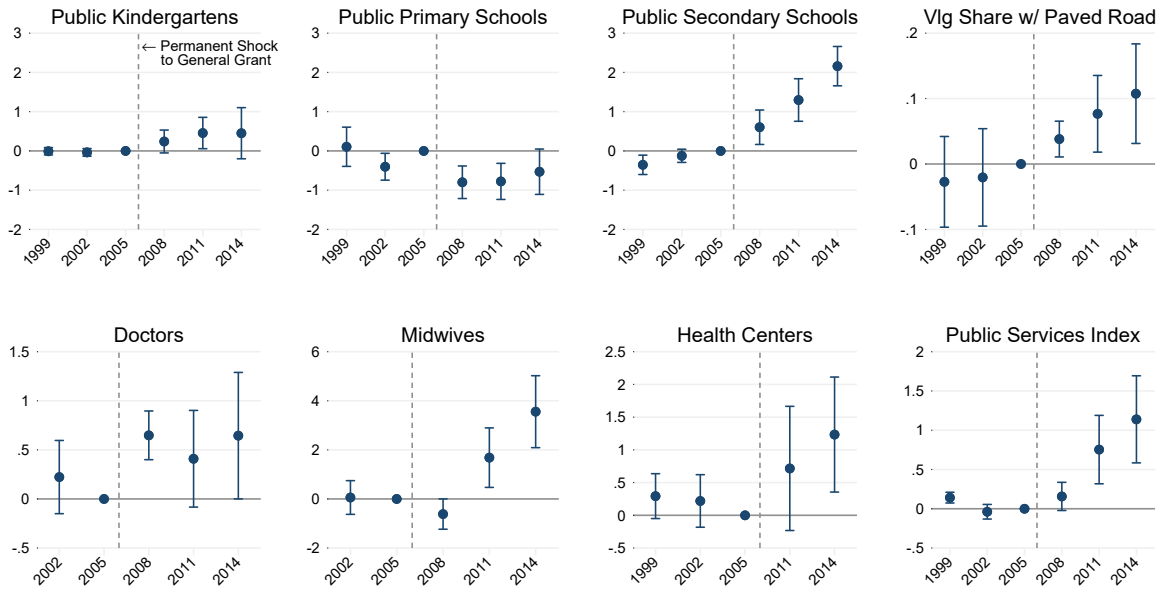 Public Kindergartens
3
2
1
0
-1
-2
← Permanent Shock
to General Grant
1999 2002 2005 2008 2011 2014
Public Primary Schools
3
2
1
0
-1
-2
1999 2002 2005 2008 2011 2014
Public Secondary Schools
3
2
1
0
-1
-2
1999 2002 2005 2008 2011 2014
Vlg Share w/ Paved Road
.2
.1
0
-.1
1999 2002 2005 2008 2011 2014
Doctors
1.5
1
.5
0
-.5
2002 2005 2008 2011 2014
Midwives
6
4
2
0
-2
2002 2005 2008 2011 2014
Health Centers
2.5
2
1.5
1
.5
0
-.5
1999 2002 2005 2011 2014
Public Services Index
2
1.5
1
.5
0
-.5
1999 2002 2005 2008 2011 2014